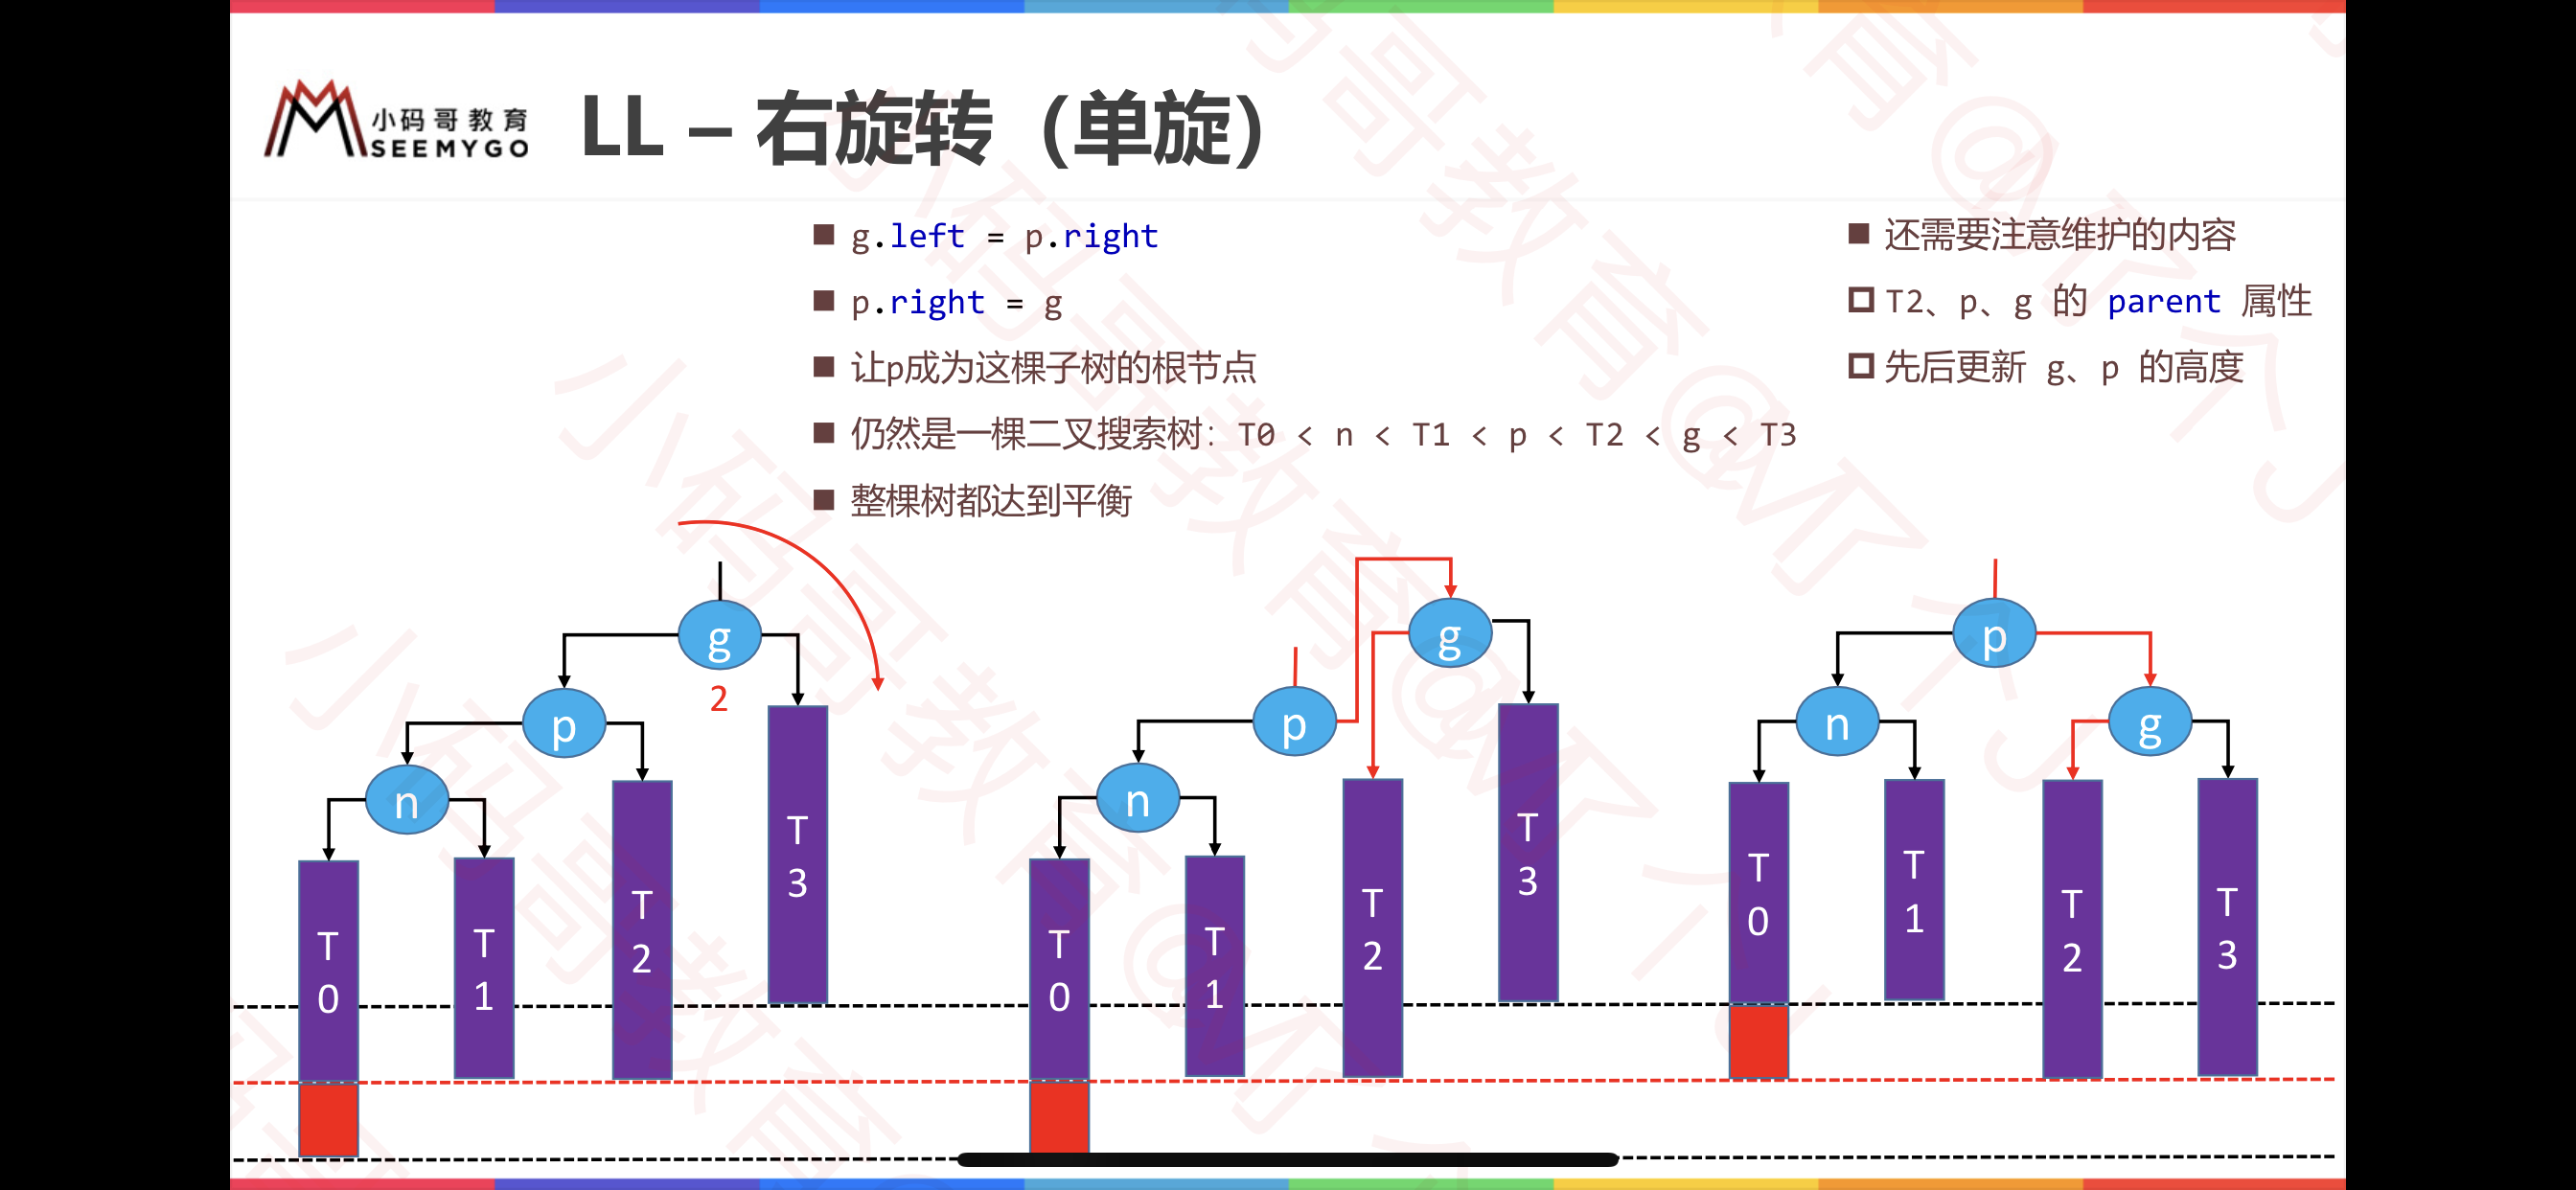 小码哥教育
SEEMYGO
LL – 右旋转（单旋）
g.left = p.right
p.right = g
让p成为这棵子树的根节点
仍然是一棵二叉搜索树：T0 < n < T1 < p < T2 < g < T3
整棵树都达到平衡
还需要注意维护的内容
T2、p、g 的 parent 属性
先后更新 g、p 的高度
g
2
p
n
T0
T1
T2
T3
g
p
n
T0
T1
T2
T3
p
n
g
T0
T1
T2
T3